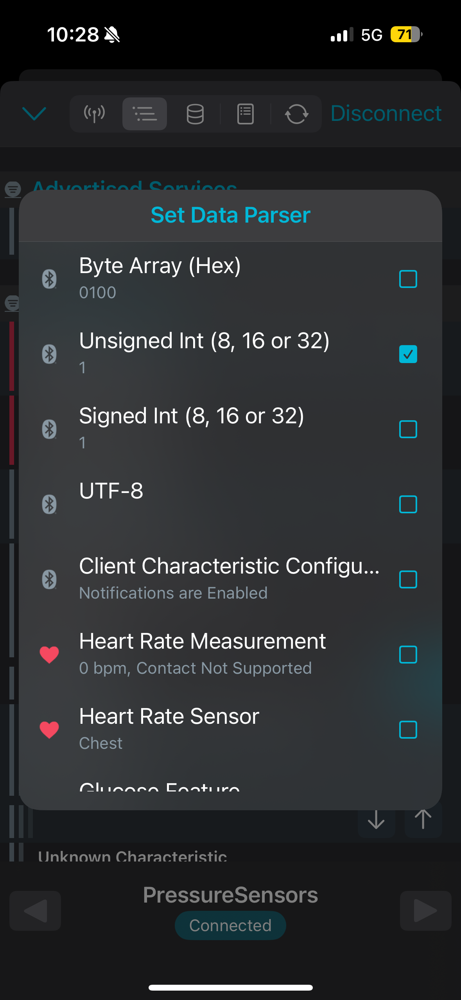 10:28
5G 71
Disconnect
Advertised Services
Set Data Parser
Byte Array (Hex)
0100
Unsigned Int (8, 16 or 32)
1
Signed Int (8, 16 or 32)
1
UTF-8
Client Characteristic Configu...
Notifications are Enabled
Heart Rate Measurement
0 bpm, Contact Not Supported
Heart Rate Sensor
Chest
Glucose Feature
Unknown Characteristic
PressureSensors
Connected